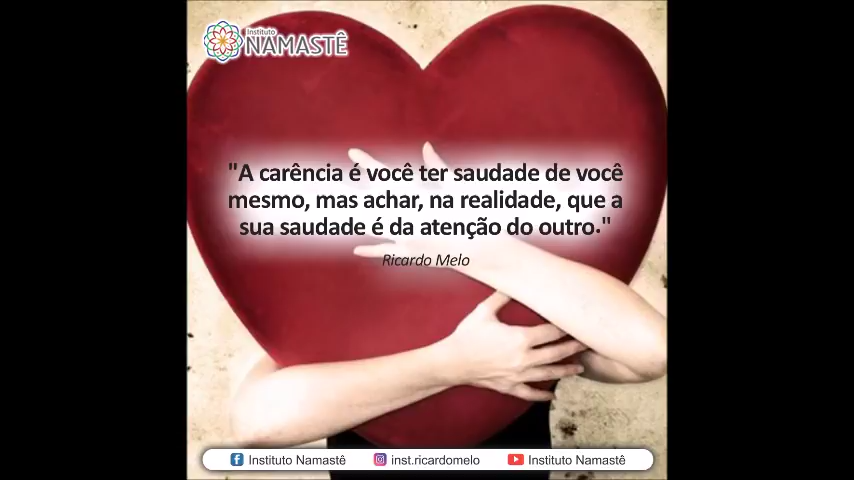 Instituto
NAMASTÊ
"A carência é você ter saudade de você
mesmo, mas achar, na realidade, que a
sua saudade é da atenção do outro."
Ricardo Melo
Instituto Namastê inst.ricardomelo Instituto Namastê